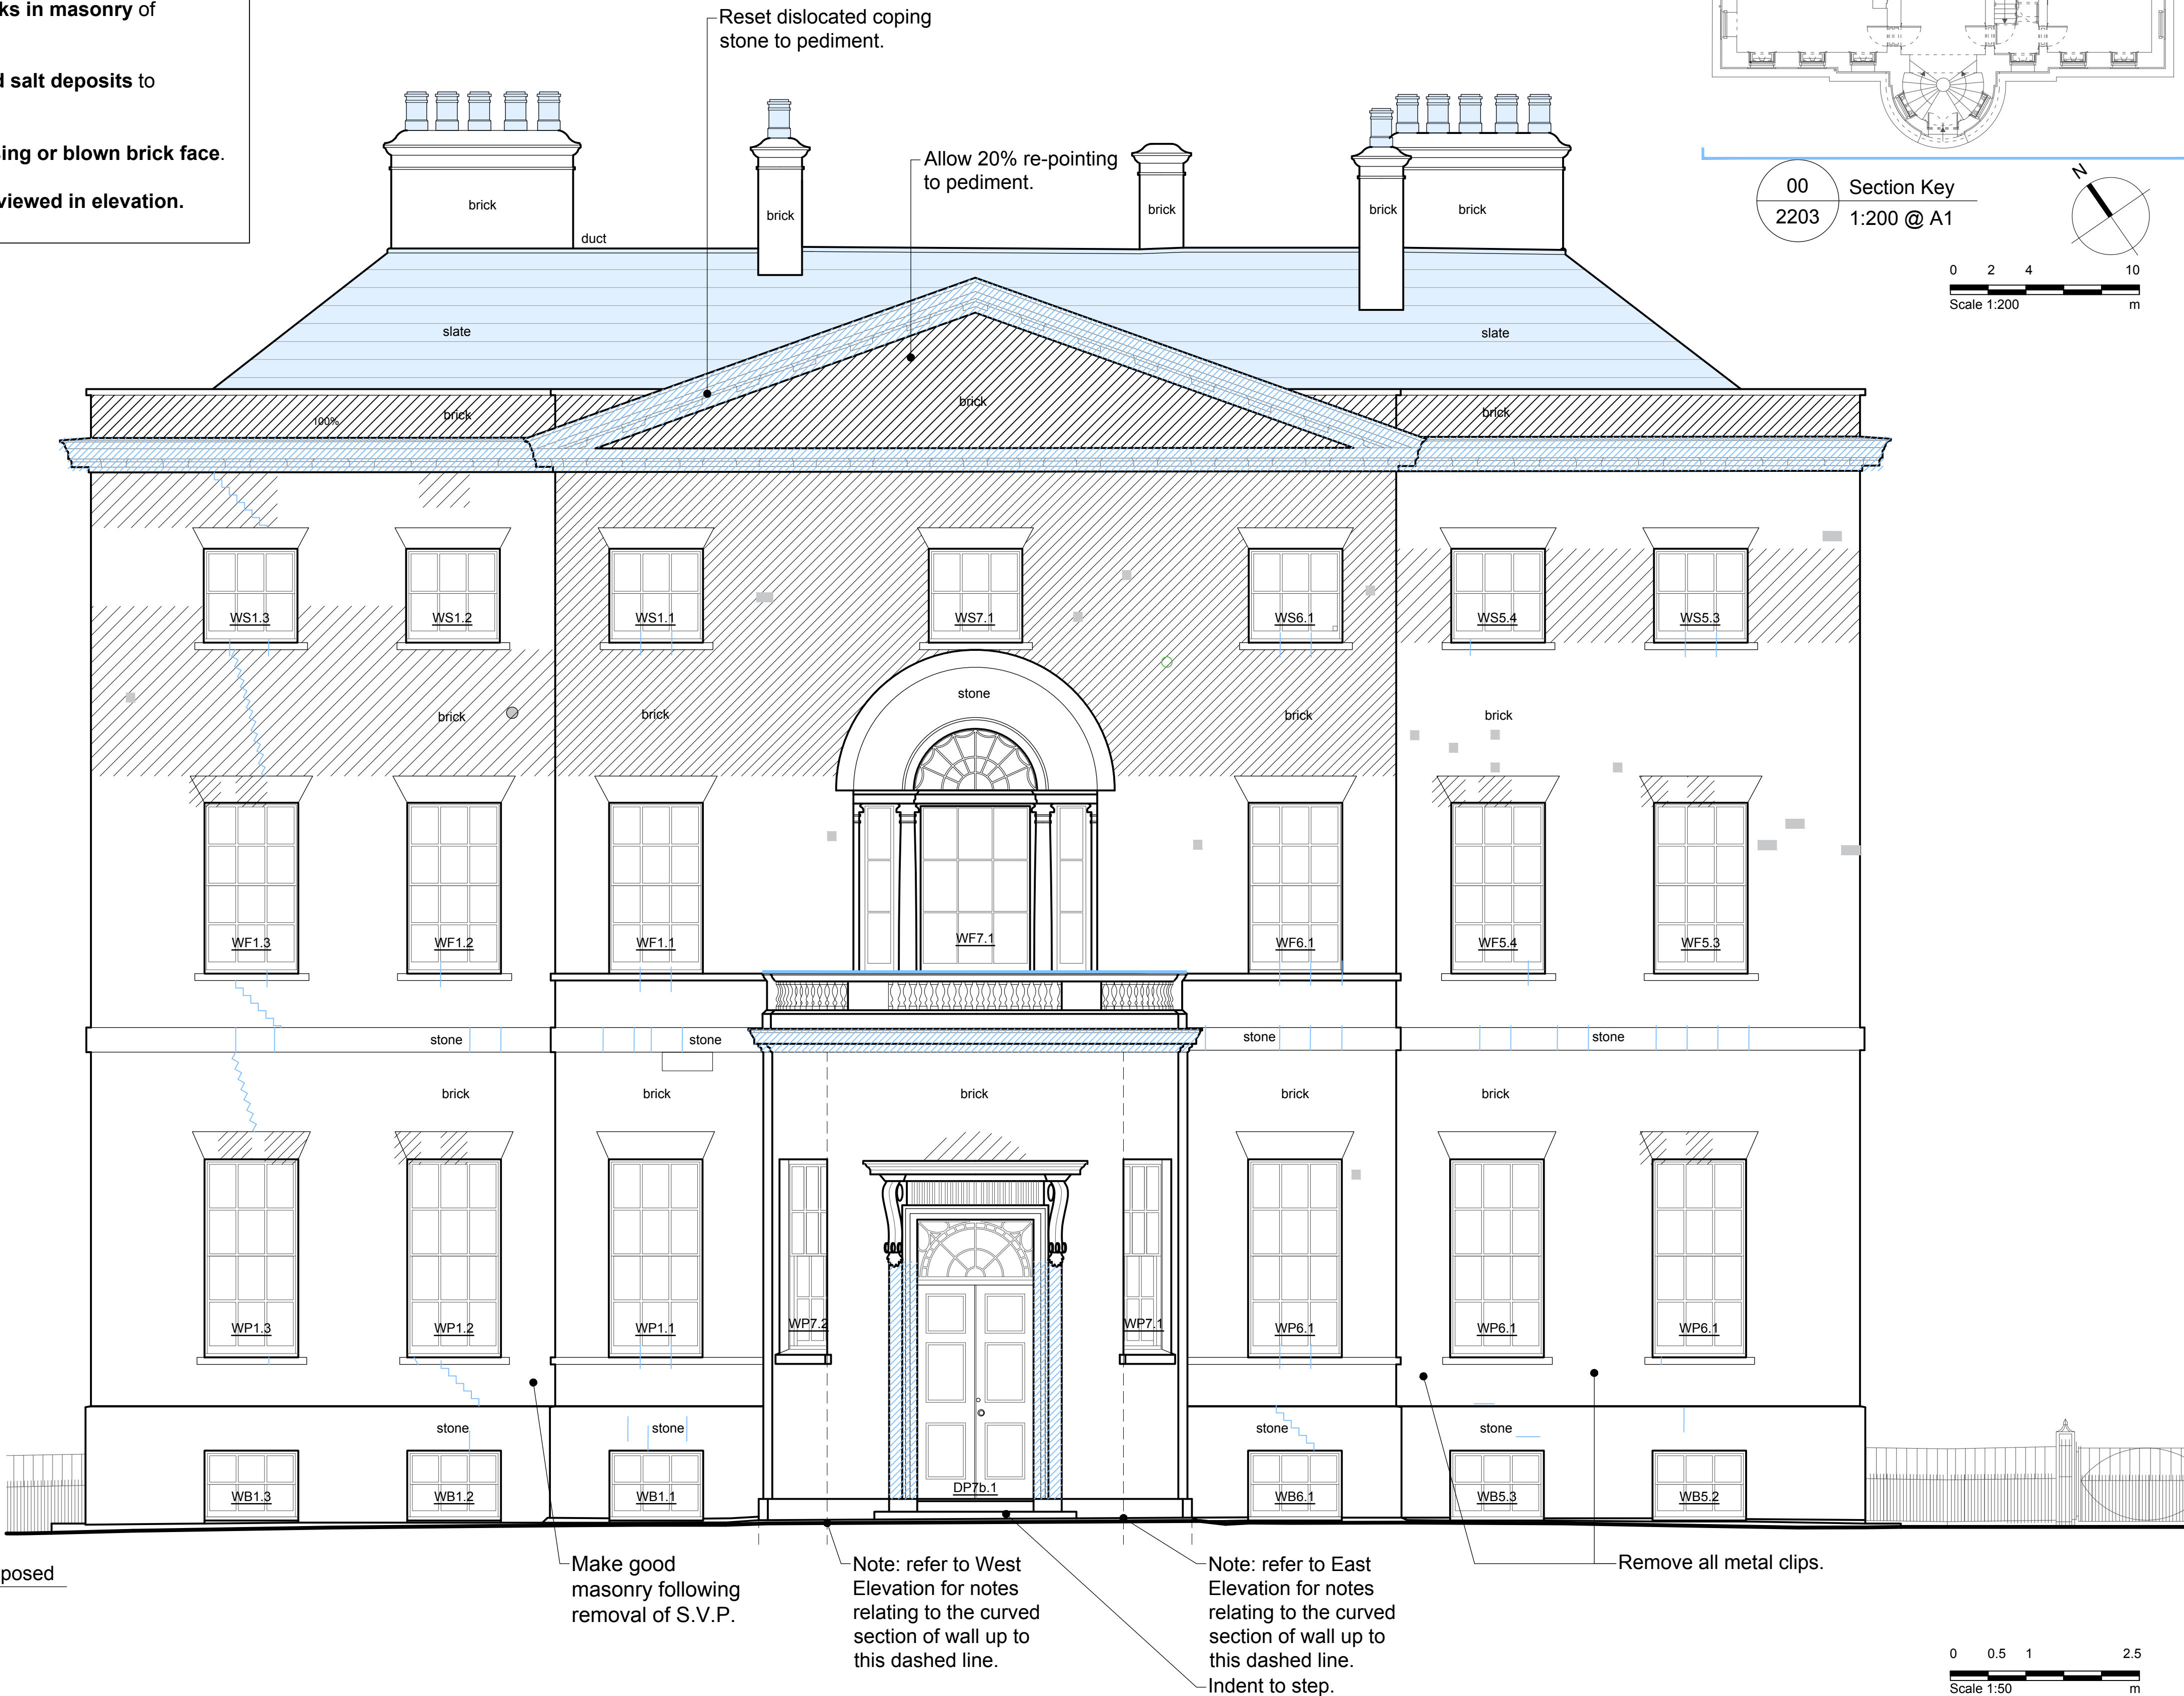 ks in masonry of
d salt deposits to
sing or blown brick face.
viewed in elevation.
Reset dislocated coping
stone to pediment.
Allow 20% re-pointing
to pediment.
00
2203
Section Key
1:200 @ A1
N
0 2 4 10
Scale 1:200 m
brick
brick
brick
brick
brick
duct
slate
slate
100%
brick
brick
brick
WS1.3
WS1.2
WS1.1
WS7.1
WS6.1
WS5.4
WS5.3
stone
brick
brick
brick
brick
WF1.3
WF1.2
WF1.1
WF7.1
WF6.1
WF5.4
WF5.3
stone
stone
stone
stone
brick
brick
brick
brick
brick
WP1.3
WP1.2
WP1.1
WP7.2
WP7.1
WP6.1
WP6.1
WP6.1
stone
stone
stone
stone
WB1.3
WB1.2
WB1.1
DP7b.1
WB6.1
WB5.3
WB5.2
posed
Make good
masonry following
removal of S.V.P.
Note: refer to West
Elevation for notes
relating to the curved
section of wall up to
this dashed line.
Note: refer to East
Elevation for notes
relating to the curved
section of wall up to
this dashed line.
Indent to step.
Remove all metal clips.
0 0.5 1 2.5
Scale 1:50 m